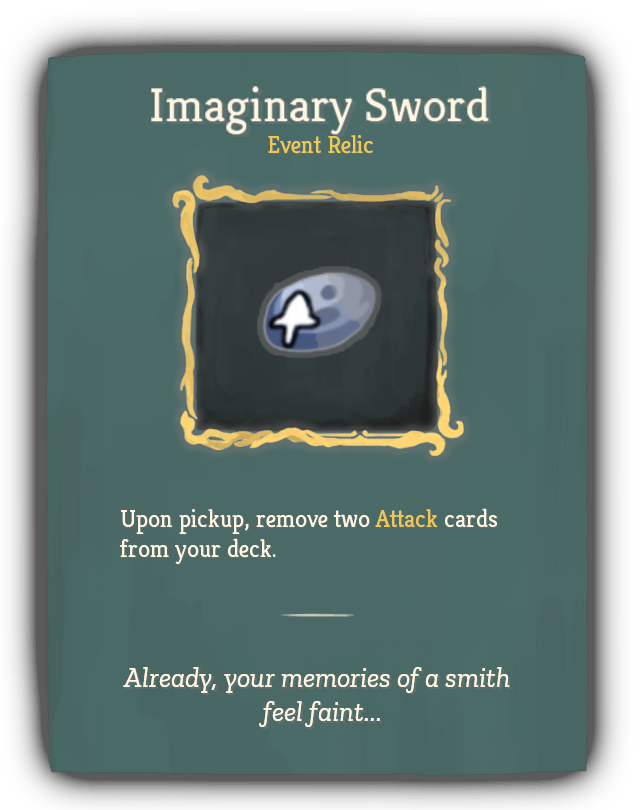 Imaginary Sword
Event Relic
Upon pickup, remove two Attack cards
from your deck.
Already, your memories of a smith
feel faint...